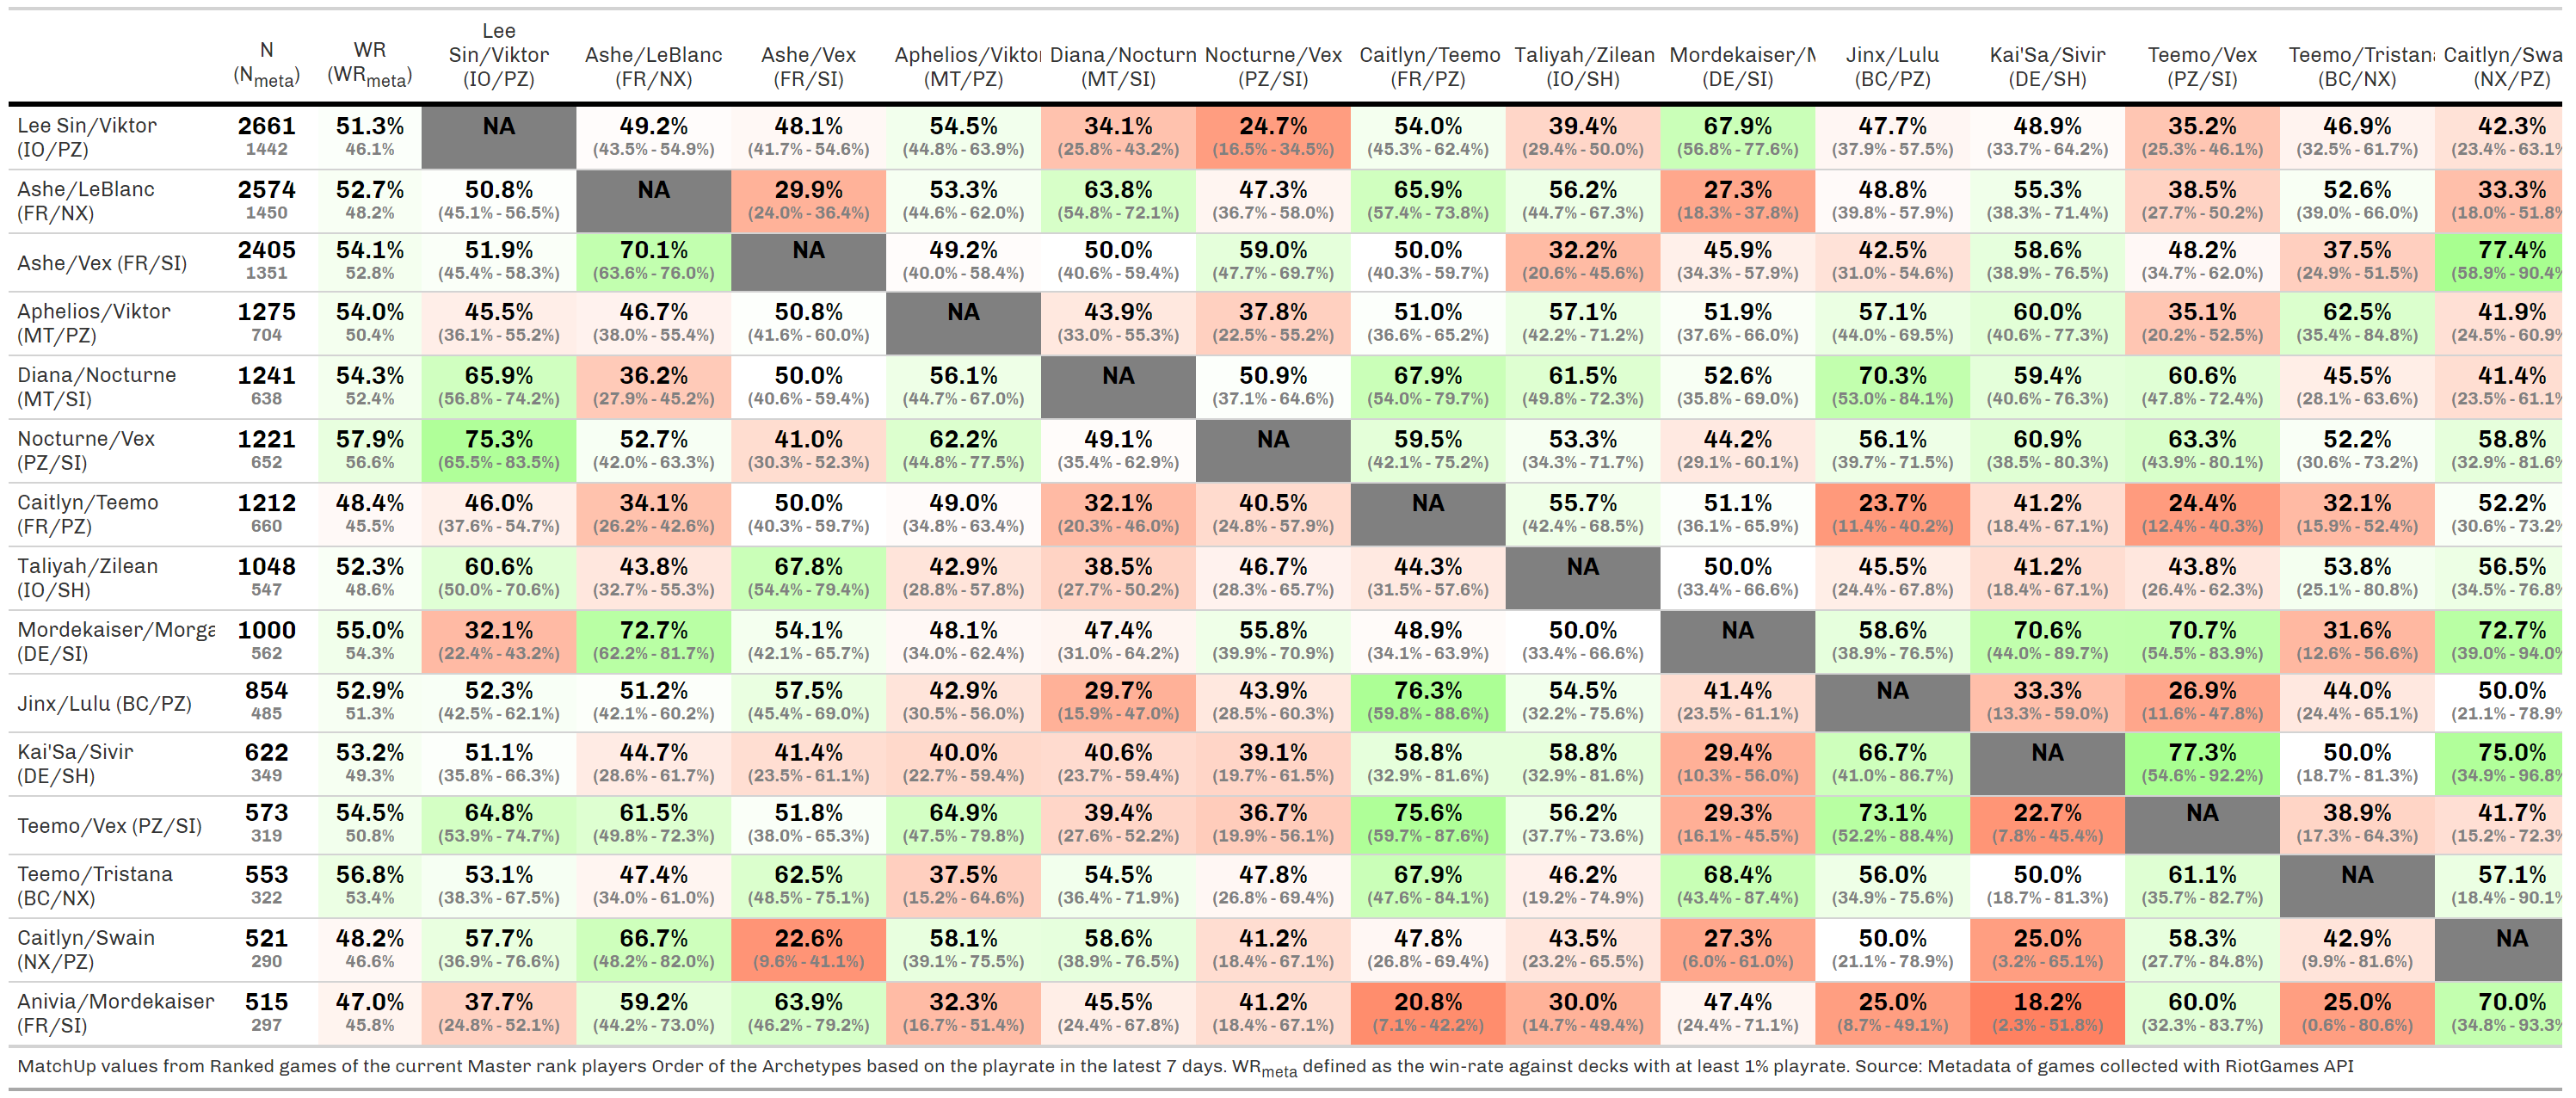 N (Nmeta) WR (WRmeta) Lee Sin/Viktor (IO/PZ) Ashe/LeBlanc (FR/NX) Ashe/Vex (FR/SI) Aphelios/Viktor (MT/PZ) Diana/Nocturn (MT/SI) Nocturne/Vex (PZ/SI) Caitlyn/Teemo (FR/PZ) Taliyah/Zilean (IO/SH) Mordekaiser/M (DE/SI) Jinx/Lulu (BC/PZ) Kai'Sa/Sivir (DE/SH) Teemo/Vex (PZ/SI) Teemo/Tristana (BC/NX) Caitlyn/Swa (NX/PZ)
Lee Sin/Viktor 2661 51.3% NA 49.2% 48.1% 54.5% 34.1% 24.7% 54.0% 39.4% 67.9% 47.7% 48.9% 35.2% 46.9% 42.3%
(IO/PZ) 1442 46.1% (43.5% - 54.9%) (41.7% - 54.6%) (44.8% - 63.9%) (25.8% - 43.2%) (16.5% - 34.5%) (45.3% - 62.4%) (29.4% - 50.0%) (56.8% - 77.6%) (37.9% - 57.5%) (33.7% - 64.2%) (25.3% - 46.1%) (32.5% - 61.7%) (23.4% - 63.1%
Ashe/LeBlanc 2574 52.7% 50.8% NA 29.9% 53.3% 63.8% 47.3% 65.9% 56.2% 27.3% 48.8% 55.3% 38.5% 52.6% 33.3%
(FR/NX) 1450 48.2% (45.1% - 56.5%) (24.0% - 36.4%) (44.6% - 62.0%) (54.8% - 72.1%) (36.7% - 58.0%) (57.4% - 73.8%) (44.7% - 67.3%) (18.3% - 37.8%) (39.8% - 57.9%) (38.3% - 71.4%) (27.7% - 50.2%) (39.0% - 66.0%) (18.0% - 51.8%
Ashe/Vex (FR/SI) 2405 54.1% 51.9% 70.1% NA 49.2% 50.0% 59.0% 50.0% 32.2% 45.9% 42.5% 58.6% 48.2% 37.5% 77.4%
1351 52.8% (45.4% - 58.3%) (63.6% - 76.0%) (40.0% - 58.4%) (40.6% - 59.4%) (47.7% - 69.7%) (40.3% - 59.7%) (20.6% - 45.6%) (34.3% - 57.9%) (31.0% - 54.6%) (38.9% - 76.5%) (34.7% - 62.0%) (24.9% - 51.5%) (58.9% - 90.4%
Aphelios/Viktor 1275 54.0% 45.5% 46.7% 50.8% NA 43.9% 37.8% 51.0% 57.1% 51.9% 57.1% 60.0% 35.1% 62.5% 41.9%
(MT/PZ) 704 50.4% (36.1% - 55.2%) (38.0% - 55.4%) (41.6% - 60.0%) (33.0% - 55.3%) (22.5% - 55.2%) (36.6% - 65.2%) (42.2% - 71.2%) (37.6% - 66.0%) (44.0% - 69.5%) (40.6% - 77.3%) (20.2% - 52.5%) (35.4% - 84.8%) (24.5% - 60.9%
Diana/Nocturne 1241 54.3% 65.9% 36.2% 50.0% 56.1% NA 50.9% 67.9% 61.5% 52.6% 70.3% 59.4% 60.6% 45.5% 41.4%
(MT/SI) 638 52.4% (56.8% - 74.2%) (27.9% - 45.2%) (40.6% - 59.4%) (44.7% - 67.0%) (37.1% - 64.6%) (54.0% - 79.7%) (49.8% - 72.3%) (35.8% - 69.0%) (53.0% - 84.1%) (40.6% - 76.3%) (47.8% - 72.4%) (28.1% - 63.6%) (23.5% - 61.1%
Nocturne/Vex 1221 57.9% 75.3% 52.7% 41.0% 62.2% 49.1% NA 59.5% 53.3% 44.2% 56.1% 60.9% 63.3% 52.2% 58.8%
(PZ/SI) 652 56.6% (65.5% - 83.5%) (42.0% - 63.3%) (30.3% - 52.3%) (44.8% - 77.5%) (35.4% - 62.9%) (42.1% - 75.2%) (34.3% - 71.7%) (29.1% - 60.1%) (39.7% - 71.5%) (38.5% - 80.3%) (43.9% - 80.1%) (30.6% - 73.2%) (32.9% - 81.6%
Caitlyn/Teemo 1212 48.4% 46.0% 34.1% 50.0% 49.0% 32.1% 40.5% NA 55.7% 51.1% 23.7% 41.2% 24.4% 32.1% 52.2%
(FR/PZ) 660 45.5% (37.6% - 54.7%) (26.2% - 42.6%) (40.3% - 59.7%) (34.8% - 63.4%) (20.3% - 46.0%) (24.8% - 57.9%) (42.4% - 68.5%) (36.1% - 65.9%) (11.4% - 40.2%) (18.4% - 67.1%) (12.4% - 40.3%) (15.9% - 52.4%) (30.6% - 73.2%
Taliyah/Zilean 1048 52.3% 60.6% 43.8% 67.8% 42.9% 38.5% 46.7% 44.3% NA 50.0% 45.5% 41.2% 43.8% 53.8% 56.5%
(IO/SH) 547 48.6% (50.0% - 70.6%) (32.7% - 55.3%) (54.4% - 79.4%) (28.8% - 57.8%) (27.7% - 50.2%) (28.3% - 65.7%) (31.5% - 57.6%) (33.4% - 66.6%) (24.4% - 67.8%) (18.4% - 67.1%) (26.4% - 62.3%) (25.1% - 80.8%) (34.5% - 76.8%
Mordekaiser/Morga 1000 55.0% 32.1% 72.7% 54.1% 48.1% 47.4% 55.8% 48.9% 50.0% NA 58.6% 70.6% 70.7% 31.6% 72.7%
(DE/SI) 562 54.3% (22.4% - 43.2%) (62.2% - 81.7%) (42.1% - 65.7%) (34.0% - 62.4%) (31.0% - 64.2%) (39.9% - 70.9%) (34.1% - 63.9%) (33.4% - 66.6%) (38.9% - 76.5%) (44.0% - 89.7%) (54.5% - 83.9%) (12.6% - 56.6%) (39.0% - 94.0%
Jinx/Lulu (BC/PZ) 854 52.9% 52.3% 51.2% 57.5% 42.9% 29.7% 43.9% 76.3% 54.5% 41.4% NA 33.3% 26.9% 44.0% 50.0%
485 51.3% (42.5% - 62.1%) (42.1% - 60.2%) (45.4% - 69.0%) (30.5% - 56.0%) (15.9% - 47.0%) (28.5% - 60.3%) (59.8% - 88.6%) (32.2% - 75.6%) (23.5% - 61.1%) (13.3% - 59.0%) (11.6% - 47.8%) (24.4% - 65.1%) (21.1% - 78.9%
Kai'Sa/Sivir 622 53.2% 51.1% 44.7% 41.4% 40.0% 40.6% 39.1% 58.8% 58.8% 29.4% 66.7% NA 77.3% 50.0% 75.0%
(DE/SH) 349 49.3% (35.8% - 66.3%) (28.6% - 61.7%) (23.5% - 61.1%) (22.7% - 59.4%) (23.7% - 59.4%) (19.7% - 61.5%) (32.9% - 81.6%) (32.9% - 81.6%) (10.3% - 56.0%) (41.0% - 86.7%) (54.6% - 92.2%) (18.7% - 81.3%) (34.9% - 96.8%
Teemo/Vex (PZ/SI) 573 54.5% 64.8% 61.5% 51.8% 64.9% 39.4% 36.7% 75.6% 56.2% 29.3% 73.1% 22.7% NA 38.9% 41.7%
319 50.8% (53.9% - 74.7%) (49.8% - 72.3%) (38.0% - 65.3%) (47.5% - 79.8%) (27.6% - 52.2%) (19.9% - 56.1%) (59.7% - 87.6%) (37.7% - 73.6%) (16.1% - 45.5%) (52.2% - 88.4%) (7.8% - 45.4%) (17.3% - 64.3%) (15.2% - 72.3%
Teemo/Tristana 553 56.8% 53.1% 47.4% 62.5% 37.5% 54.5% 47.8% 67.9% 46.2% 68.4% 56.0% 50.0% 61.1% NA 57.1%
(BC/NX) 322 53.4% (38.3% - 67.5%) (34.0% - 61.0%) (48.5% - 75.1%) (15.2% - 64.6%) (36.4% - 71.9%) (26.8% - 69.4%) (47.6% - 84.1%) (19.2% - 74.9%) (43.4% - 87.4%) (34.9% - 75.6%) (18.7% - 81.3%) (35.7% - 82.7%) (18.4% - 90.1%
Caitlyn/Swain 521 48.2% 57.7% 66.7% 22.6% 58.1% 58.6% 41.2% 47.8% 43.5% 27.3% 50.0% 25.0% 58.3% 42.9% NA
(NX/PZ) 290 46.6% (36.9% - 76.6%) (48.2% - 82.0%) (9.6% - 41.1%) (39.1% - 75.5%) (38.9% - 76.5%) (18.4% - 67.1%) (26.8% - 69.4%) (23.2% - 65.5%) (6.0% - 61.0%) (21.1% - 78.9%) (3.2% - 65.1%) (27.7% - 84.8%) (9.9% - 81.6%)
Anivia/Mordekaiser 515 47.0% 37.7% 59.2% 63.9% 32.3% 45.5% 41.2% 20.8% 30.0% 47.4% 25.0% 18.2% 60.0% 25.0% 70.0%
(FR/SI) 297 45.8% (24.8% - 52.1%) (44.2% - 73.0%) (46.2% - 79.2%) (16.7% - 51.4%) (24.4% - 67.8%) (18.4% - 67.1%) (7.1% - 42.2%) (14.7% - 49.4%) (24.4% - 71.1%) (8.7% - 49.1%) (2.3% - 51.8%) (32.3% - 83.7%) (0.6% - 80.6%) (34.8% - 93.3%
MatchUp values from Ranked games of the current Master rank players Order of the Archetypes based on the playrate in the latest 7 days. WRmeta defined as the win-rate against decks with at least 1% playrate. Source: Metadata of games collected with RiotGames API